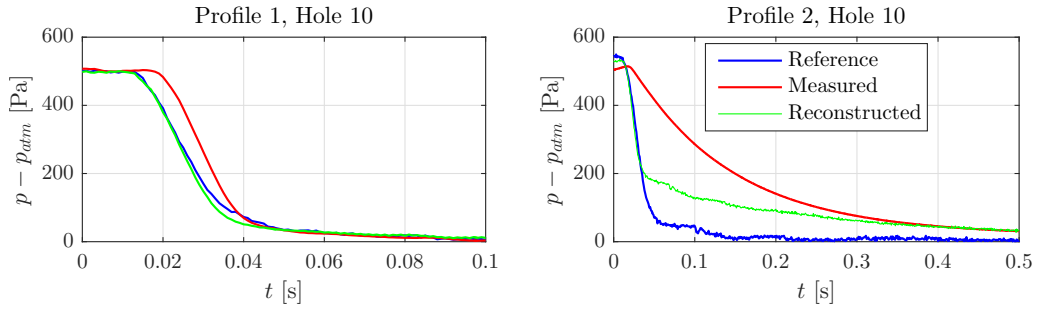 Profile 1, Hole 10
600
400
200
0
p − p_atm [Pa]
0 0.02 0.04 0.06 0.08 0.1
t [s]
Profile 2, Hole 10
600
400
200
0
p − p_atm [Pa]
Reference
Measured
Reconstructed
0 0.1 0.2 0.3 0.4 0.5
t [s]